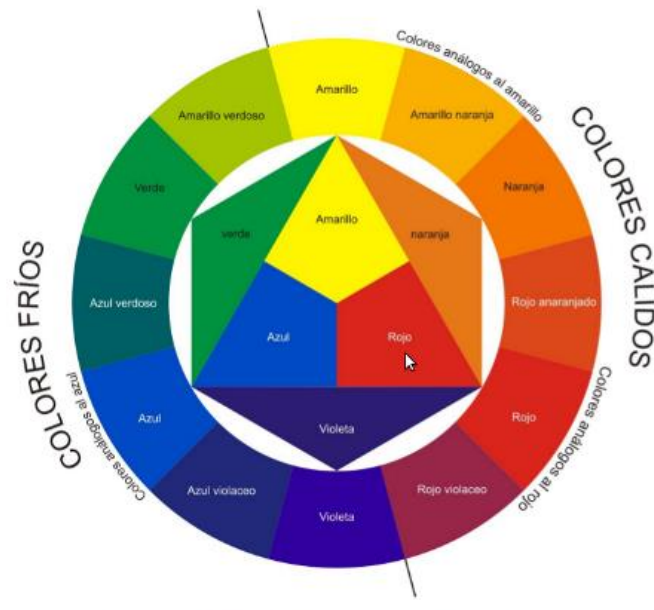 Colores análogos al amarillo
Amarillo
Amarillo verdoso
Amarillo naranja
COLORES CALIDOS
Verde
Naranja
Amarillo
verde
naranja
COLORES FRÍOS
Azul verdoso
Rojo anaranjado
Azul
Rojo
Colores análogos al azul
Azul
Rojo
Colores análogos al rojo
Violeta
Azul violaceo
Rojo violaceo
Violeta